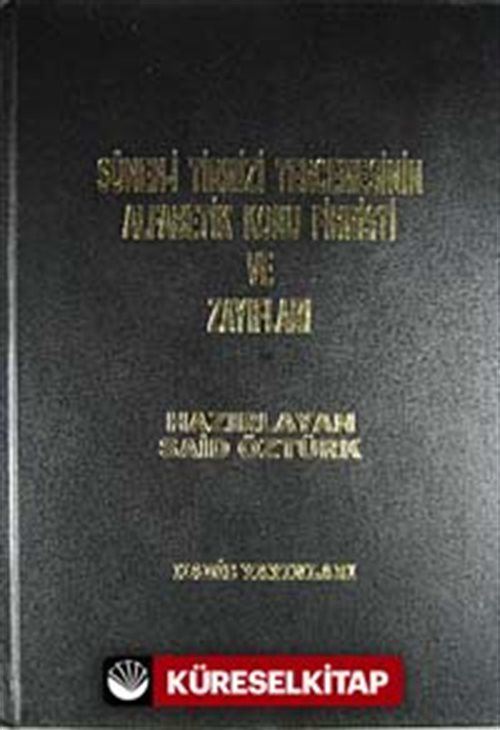 SÜNEN-İ TİRMİZİ TERCEMESİNİN
ALFABETİK KONU FİHRİSTİ
VE
ZAYIFLARI
HAZIRLAYAN
SAİD ÖZTÜRK
KÜRESELKİTAP